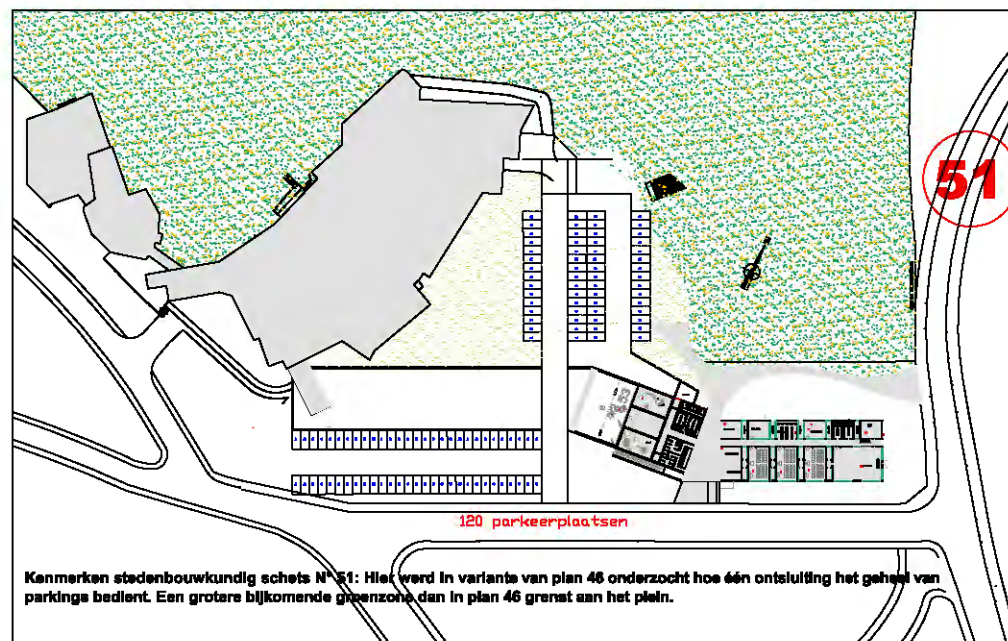 51
120 parkeerplaatsen
Kenmerken stedenbouwkundig schets N° 51: Hier werd in variante van plan 46 onderzocht hoe één ontsluiting het geheel van
parkings bedient. Een grotere bijkomende groenzone dan in plan 46 grenst aan het plein.